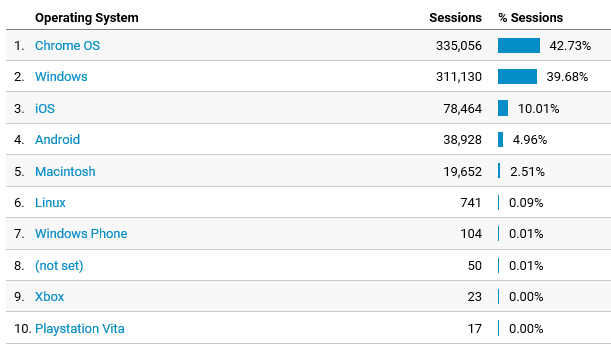 Operating System Sessions % Sessions
1. Chrome OS 335,056 42.73%
2. Windows 311,130 39.68%
3. iOS 78,464 10.01%
4. Android 38,928 4.96%
5. Macintosh 19,652 2.51%
6. Linux 741 0.09%
7. Windows Phone 104 0.01%
8. (not set) 50 0.01%
9. Xbox 23 0.00%
10. Playstation Vita 17 0.00%